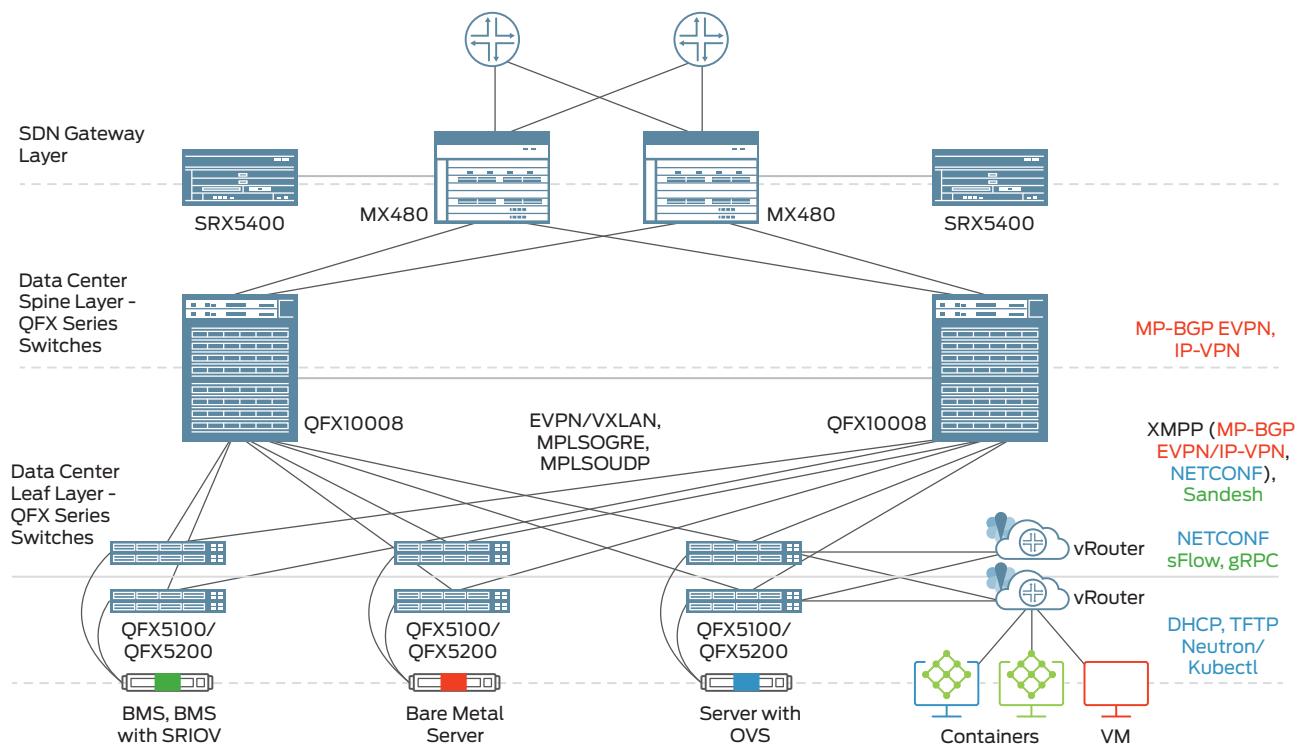 SDN Gateway
Layer
SRX5400
MX480
MX480
SRX5400
Data Center
Spine Layer -
QFX Series
Switches
MP-BGP EVPN,
IP-VPN
QFX10008
EVPN/VXLAN,
MPLSOGRE,
MPLSOUDP
QFX10008
XMPP (MP-BGP
EVPN/IP-VPN,
NETCONF),
Sandesh
Data Center
Leaf Layer -
QFX Series
Switches
vRouter
NETCONF
sFlow, gRPC
vRouter
QFX5100/
QFX5200
QFX5100/
QFX5200
QFX5100/
QFX5200
DHCP, TFTP
Neutron/
Kubectl
BMS, BMS
with SRIOV
Bare Metal
Server
Server with
OVS
Containers
VM